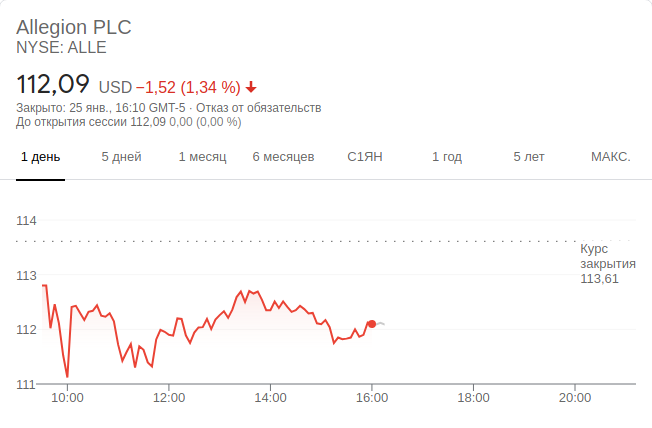 Allegion PLC
NYSE: ALLE
112,09 USD −1,52 (1,34 %)
Закрыто: 25 янв., 16:10 GMT-5 · Отказ от обязательств
До открытия сессии 112,09 0,00 (0,00 %)
1 день 5 дней 1 месяц 6 месяцев С1ЯН 1 год 5 лет МАКС.
114
Курс
закрытия
113,61
113
112
111
10:00 12:00 14:00 16:00 18:00 20:00